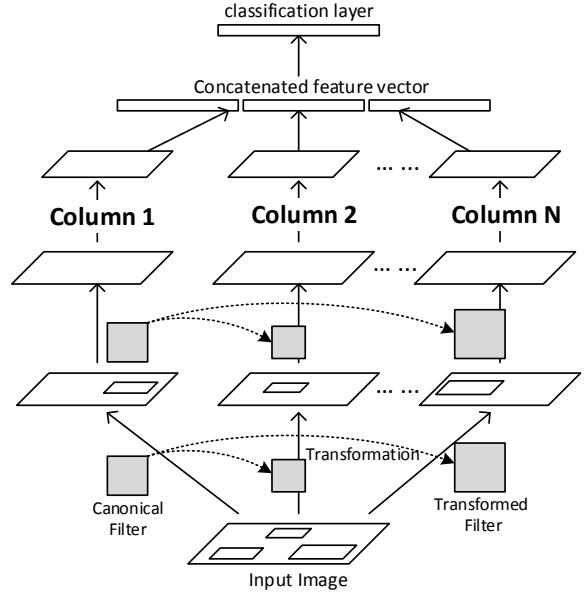 classification layer
Concatenated feature vector
... ...
Column 1
Column 2
Column N
... ...
... ...
Transformation
Canonical
Filter
Transformed
Filter
Input Image